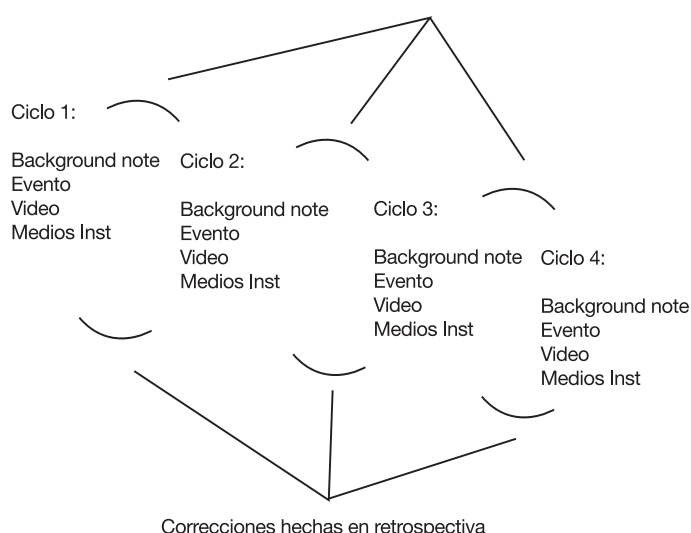 Ciclo 1:
Background note
Evento
Video
Medios Inst
Ciclo 2:
Background note
Evento
Video
Medios Inst
Ciclo 3:
Background note
Evento
Video
Medios Inst
Ciclo 4:
Background note
Evento
Video
Medios Inst
Correcciones hechas en retrospectiva